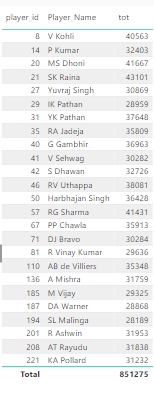 player_id Player_Name tot
8 V Kohli 40563
14 P Kumar 32403
20 MS Dhoni 41667
21 SK Raina 43101
27 Yuvraj Singh 30869
29 IK Pathan 28959
31 YK Pathan 37648
35 RA Jadeja 35809
40 G Gambhir 36963
41 V Sehwag 30282
42 S Dhawan 32726
46 RV Uthappa 38081
50 Harbhajan Singh 36428
57 RG Sharma 41431
67 PP Chawla 35913
71 DJ Bravo 30284
81 R Vinay Kumar 29636
110 AB de Villiers 35348
136 A Mishra 31759
185 M Vijay 29325
187 DA Warner 28868
194 SL Malinga 28189
201 R Ashwin 31953
208 AT Rayudu 31838
221 KA Pollard 31232
Total 851275